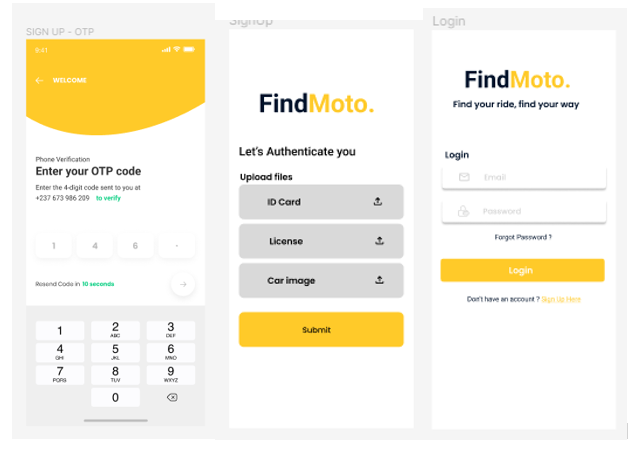 SIGN UP - OTP
9:41
WELCOME
Phone Verification
Enter your OTP code
Enter the 4-digit code sent to you at
+237 673 986 209 to verify
1 4 6 -
Resend Code in 10 seconds
1
2 ABC
3 DEF
4 GHI
5 JKL
6 MNO
7 PQRS
8 TUV
9 WXYZ
0
SignUp
FindMoto.
Let's Authenticate you
Upload files
ID Card
License
Car image
Submit
Login
FindMoto.
Find your ride, find your way
Login
Email
Password
Forgot Password ?
Login
Don't have an account ? Sign Up Here